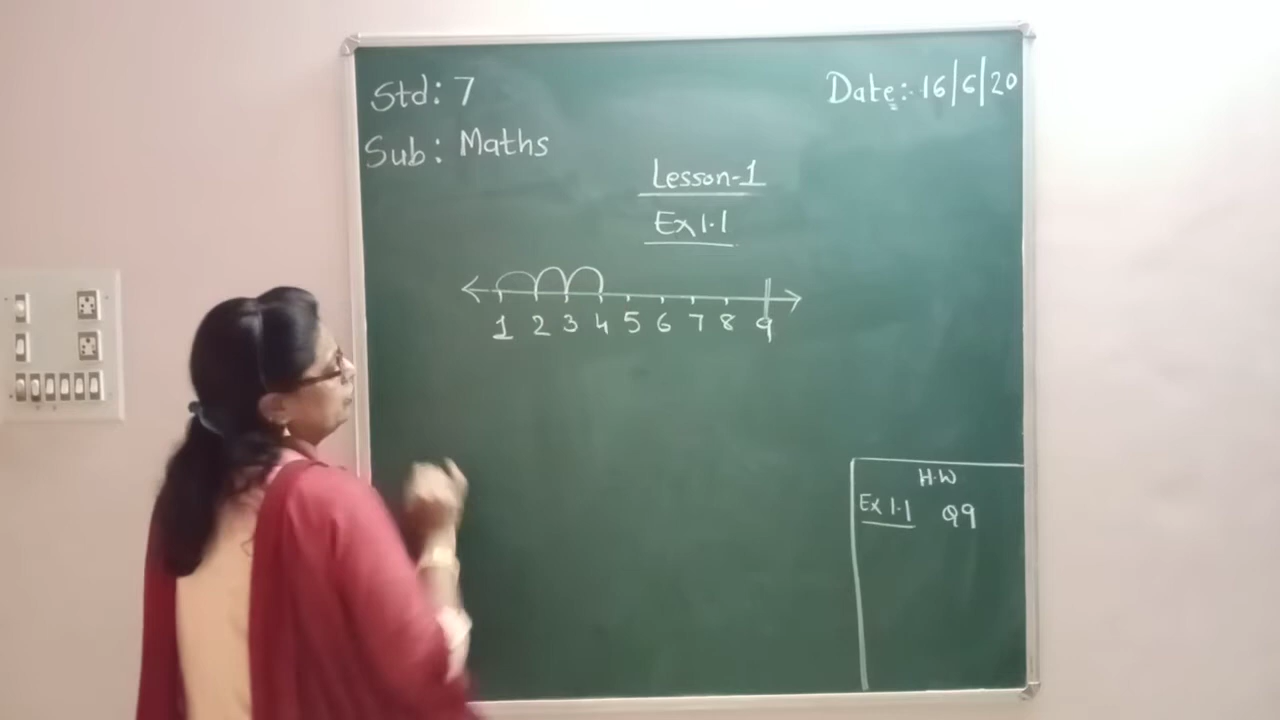 Std: 7
Date: 16/6/20
Sub: Maths
Lesson-1
Ex 1.1
1 2 3 4 5 6 7 8 9
H.W
Ex 1.1 Q9